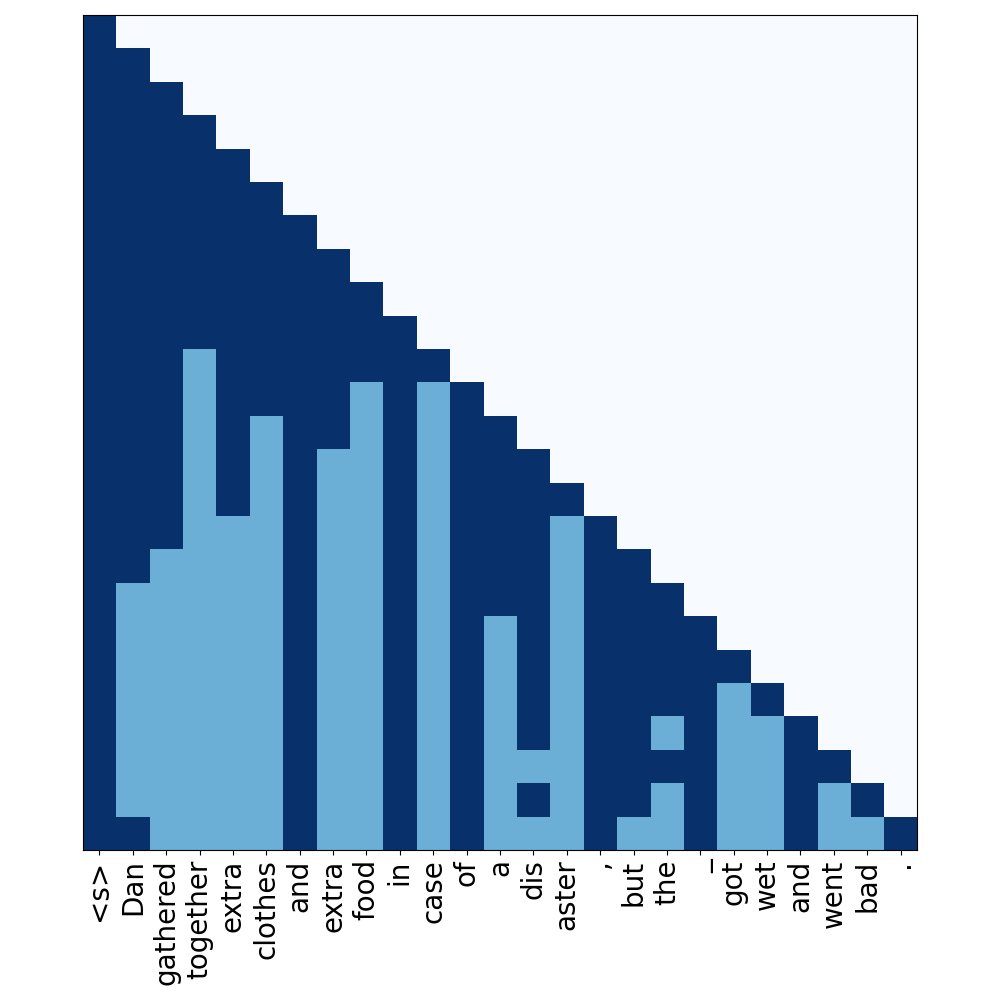 <s> Dan gathered together extra clothes and extra food in case of a dis aster , but the _ got wet and went bad .